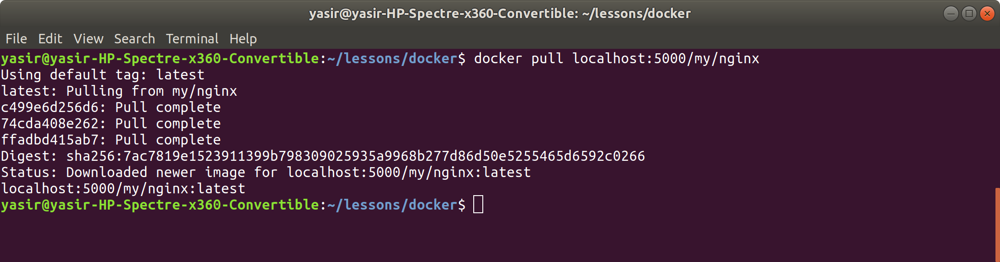 yasir@yasir-HP-Spectre-x360-Convertible: ~/lessons/docker
File Edit View Search Terminal Help
yasir@yasir-HP-Spectre-x360-Convertible:~/lessons/docker$ docker pull localhost:5000/my/nginx
Using default tag: latest
latest: Pulling from my/nginx
c499e6d256d6: Pull complete
74cda408e262: Pull complete
ffadbd415ab7: Pull complete
Digest: sha256:7ac7819e1523911399b798309025935a9968b277d86d50e5255465d6592c0266
Status: Downloaded newer image for localhost:5000/my/nginx:latest
localhost:5000/my/nginx:latest
yasir@yasir-HP-Spectre-x360-Convertible:~/lessons/docker$